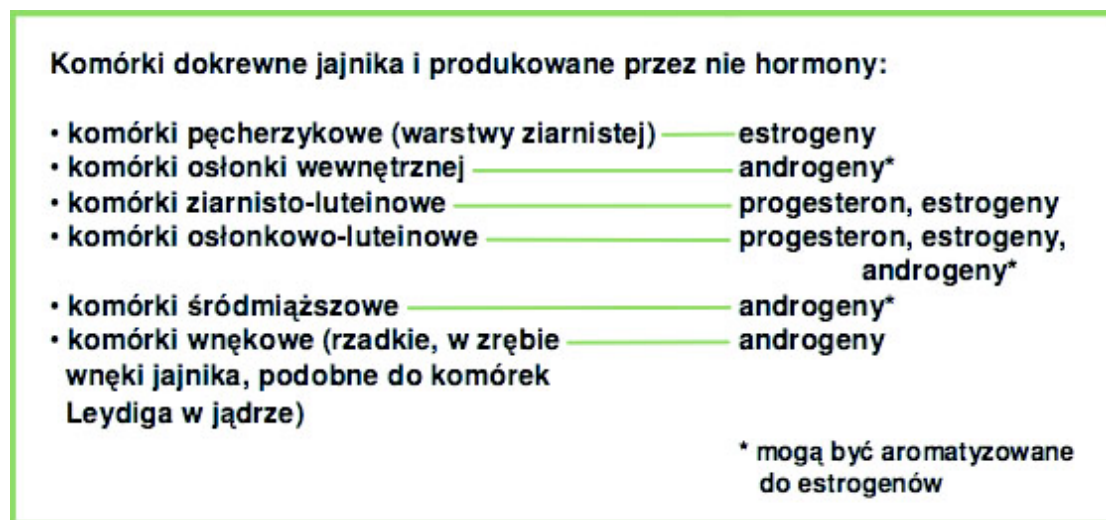 Komórki dokrewne jajnika i produkowane przez nie hormony:
• komórki pęcherzykowe (warstwy ziarnistej) estrogeny
• komórki osłonki wewnętrznej androgeny*
• komórki ziarnisto-luteinowe progesteron, estrogeny
• komórki osłonkowo-luteinowe progesteron, estrogeny,
androgeny*
• komórki śródmiąższowe androgeny*
• komórki wnękowe (rzadkie, w zrębie androgeny
wnęki jajnika, podobne do komórek
Leydiga w jądrze)
* mogą być aromatyzowane
do estrogenów